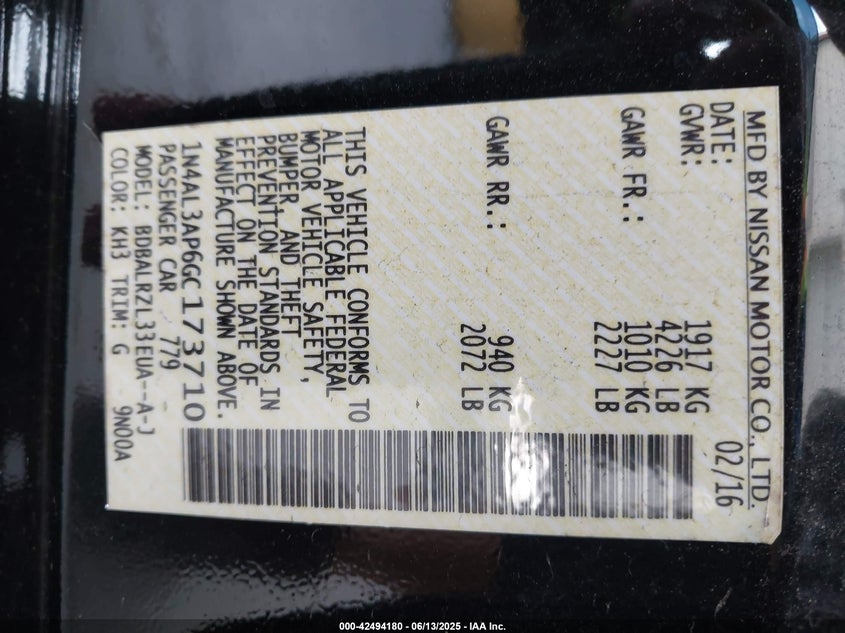 MFD BY NISSAN MOTOR CO., LTD.
DATE: 02/16
GVWR: 1917 KG
4226 LB
GAWR FR.: 1010 KG
2227 LB
GAWR RR.: 940 KG
2072 LB
THIS VEHICLE CONFORMS TO
ALL APPLICABLE FEDERAL
MOTOR VEHICLE SAFETY,
BUMPER, AND THEFT
PREVENTION STANDARDS IN
EFFECT ON THE DATE OF
MANUFACTURE SHOWN ABOVE.
1N4AL3AP6GC173710
PASSENGER CAR 779
MODEL: BDBALRZL33EUA--A-J
COLOR: KH3 TRIM: G 9N00A
000-42494180 - 06/13/2025 - IAA Inc.